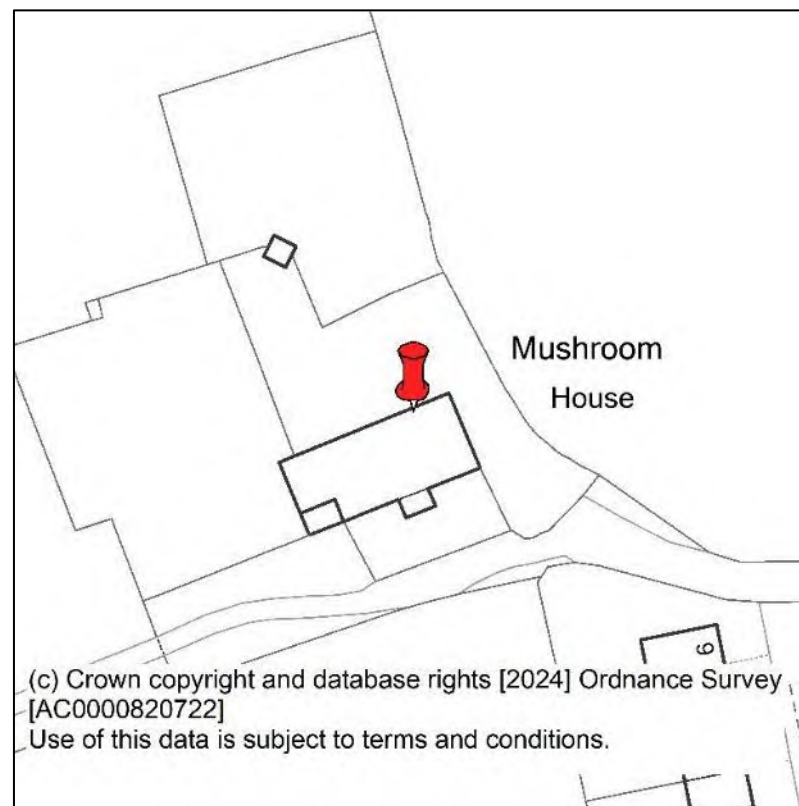 Mushroom
House
6
(c) Crown copyright and database rights [2024] Ordnance Survey
[AC0000820722]
Use of this data is subject to terms and conditions.